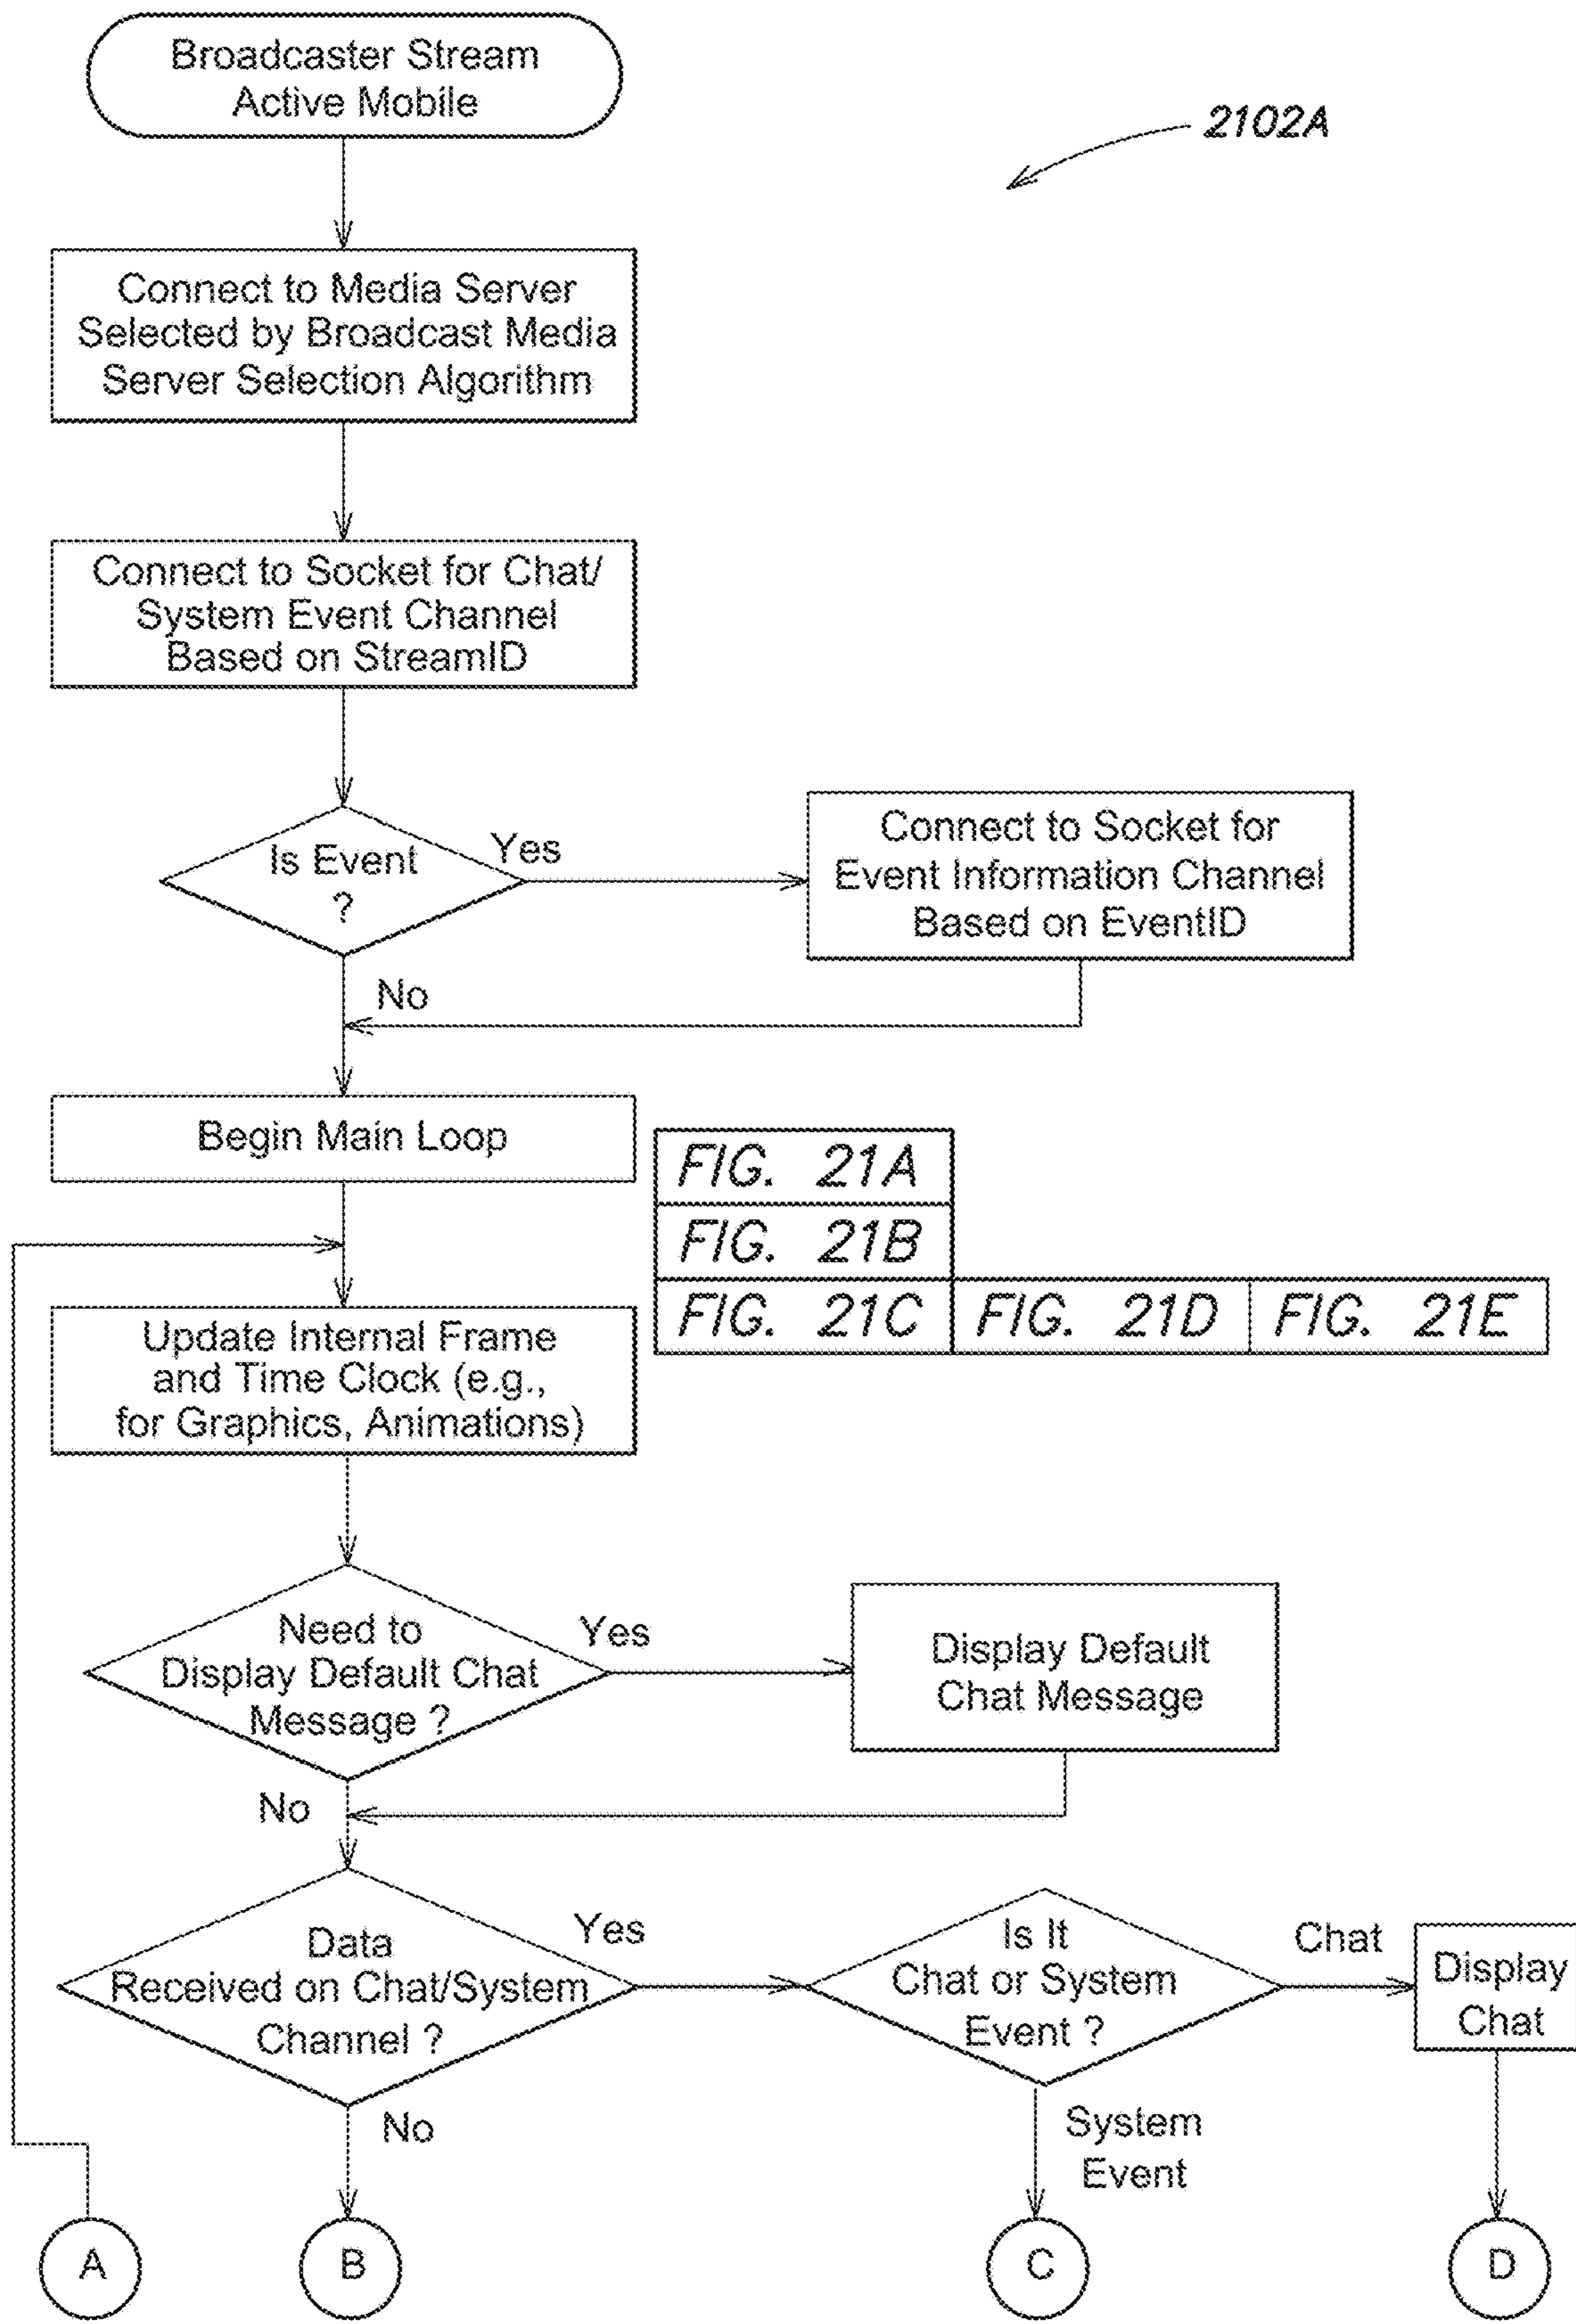 Broadcaster Stream
Active Mobile
2102A
Connect to Media Server
Selected by Broadcast Media
Server Selection Algorithm
Connect to Socket for Chat/
System Event Channel
Based on StreamID
Is Event
?
Yes
Connect to Socket for
Event Information Channel
Based on EventID
No
Begin Main Loop
FIG. 21A
FIG. 21B
FIG. 21C
FIG. 21D
FIG. 21E
Update Internal Frame
and Time Clock (e.g.,
for Graphics, Animations)
Need to
Display Default Chat
Message ?
Yes
Display Default
Chat Message
No
Data
Received on Chat/System
Channel ?
Yes
Is It
Chat or System
Event ?
Chat
Display
Chat
No
System
Event
A
B
C
D